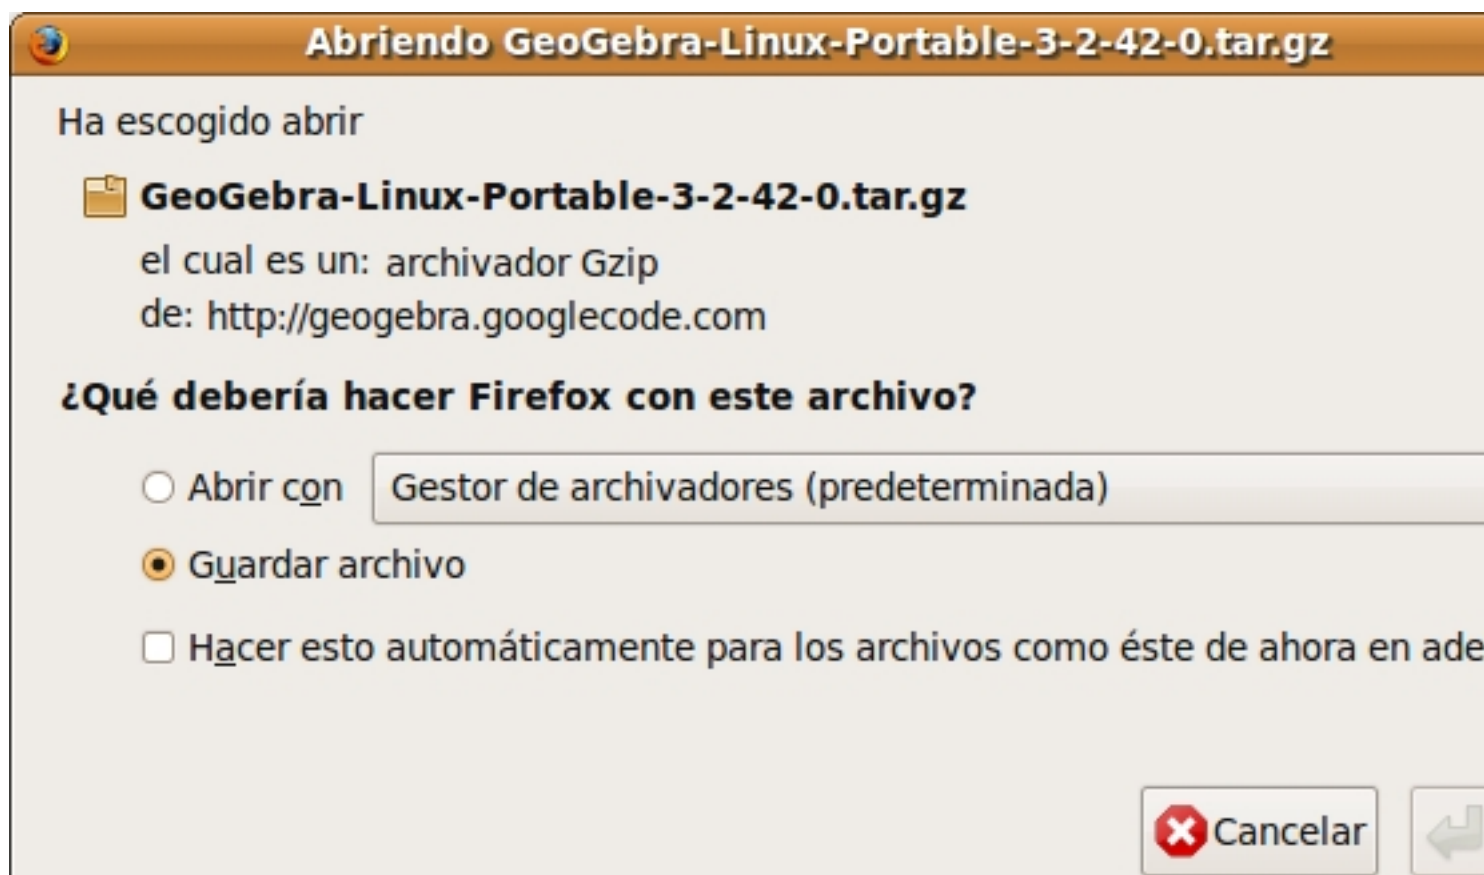 Abriendo GeoGebra-Linux-Portable-3-2-42-0.tar.gz
Ha escogido abrir
GeoGebra-Linux-Portable-3-2-42-0.tar.gz
el cual es un: archivador Gzip
de: http://geogebra.googlecode.com
¿Qué debería hacer Firefox con este archivo?
Abrir con Gestor de archivadores (predeterminada)
Guardar archivo
Hacer esto automáticamente para los archivos como éste de ahora en ade
Cancelar